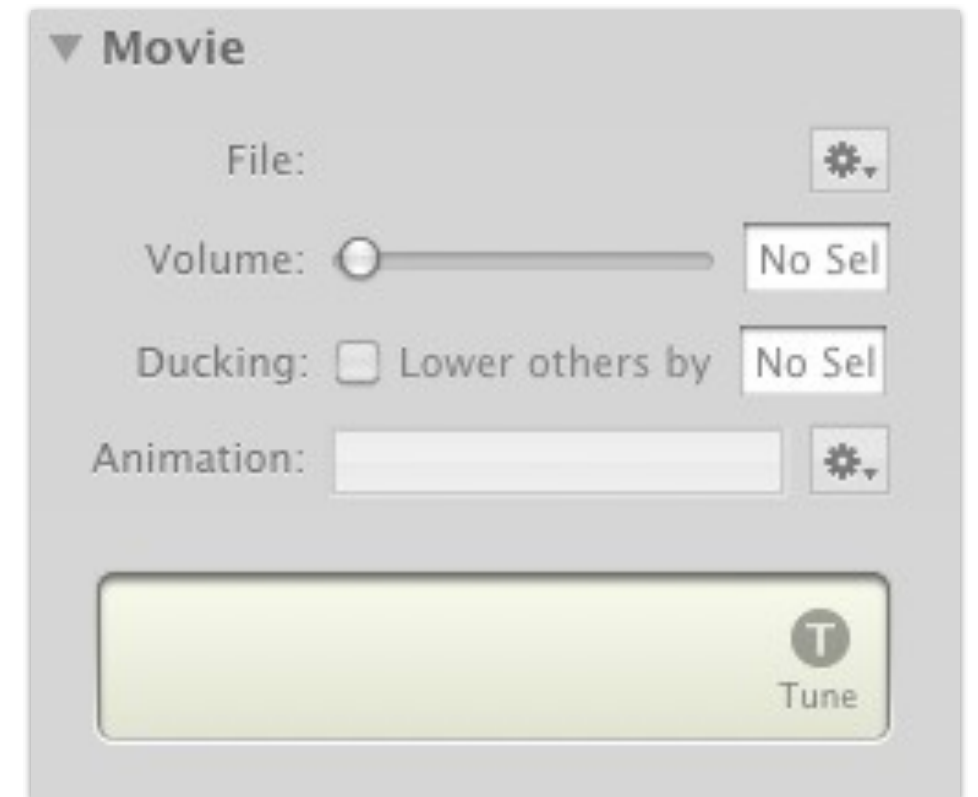 Movie
File:
Volume: No Sel
Ducking: Lower others by No Sel
Animation:
T
Tune